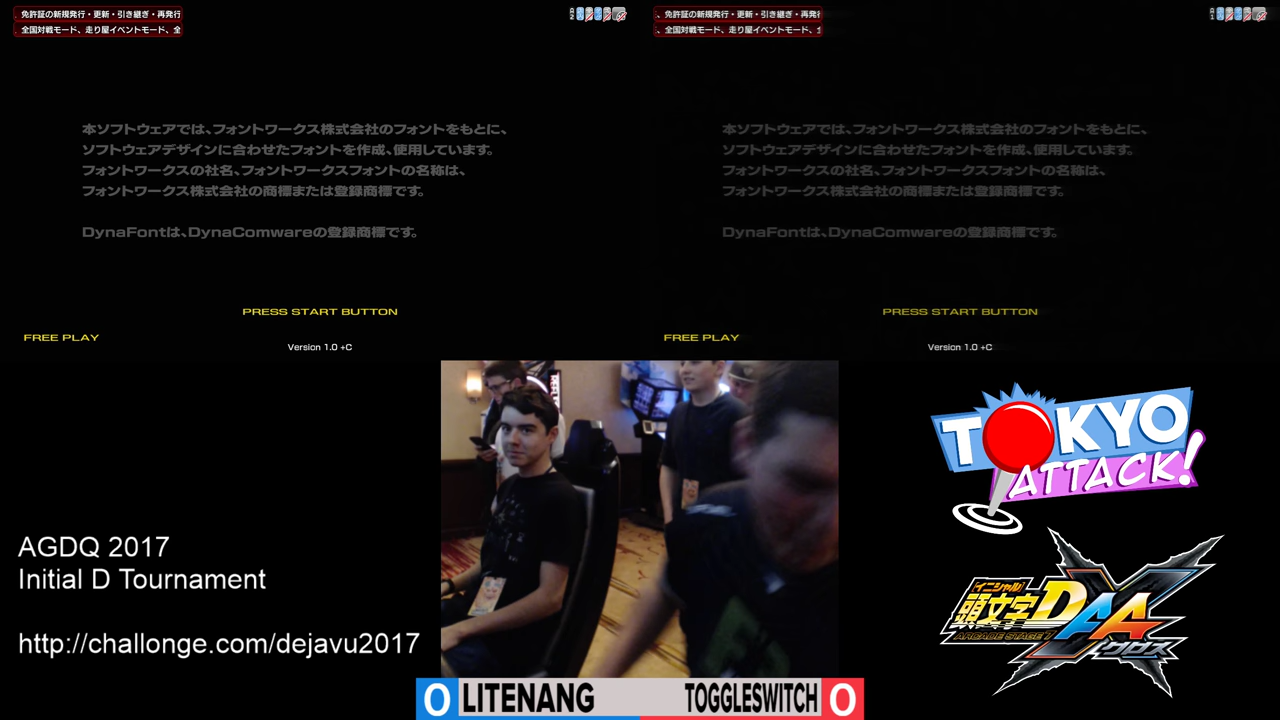 免許証の新規発行・更新・引き継ぎ・再発行
全国対戦モード、走り屋イベントモード、全
本ソフトウェアでは、フォントワークス株式会社のフォントをもとに、
ソフトウェアデザインに合わせたフォントを作成、使用しています。
フォントワークスの社名、フォントワークスフォントの名称は、
フォントワークス株式会社の商標または登録商標です。
DynaFontは、DynaComwareの登録商標です。
PRESS START BUTTON
FREE PLAY
Version 1.0 +C
、免許証の新規発行・更新・引き継ぎ・再発
全国対戦モード、走り屋イベントモード、
本ソフトウェアでは、フォントワークス株式会社のフォントをもとに、
ソフトウェアデザインに合わせたフォントを作成、使用しています。
フォントワークスの社名、フォントワークスフォントの名称は、
フォントワークス株式会社の商標または登録商標です。
DynaFontは、DynaComwareの登録商標です。
PRESS START BUTTON
FREE PLAY
Version 1.0 +C
TOKYO
ATTACK!
AGDQ 2017
Initial D Tournament
http://challonge.com/dejavu2017
[イニシャル]
頭文字D AA X
ARCADE STAGE 7
クロス
0 LITENANG TOGGLESWITCH 0